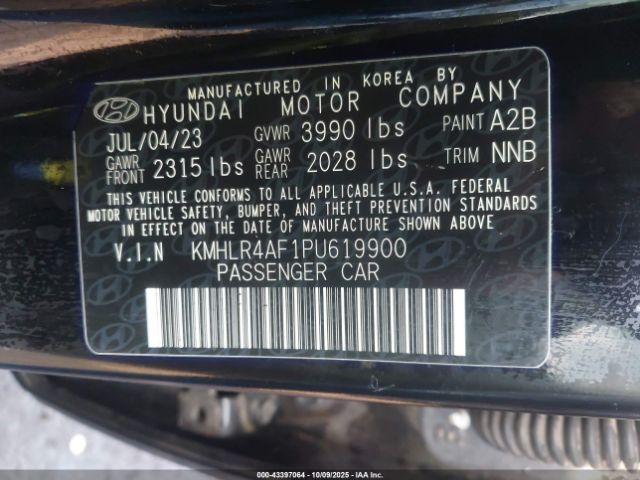 MANUFACTURED IN KOREA BY
HYUNDAI MOTOR COMPANY
JUL/04/23 GVWR 3990 lbs PAINT A2B
GAWR FRONT 2315 lbs GAWR REAR 2028 lbs TRIM NNB
THIS VEHICLE CONFORMS TO ALL APPLICABLE U.S.A. FEDERAL
MOTOR VEHICLE SAFETY, BUMPER, AND THEFT PREVENTION STANDARDS
IN EFFECT ON THE DATE OF MANUFACTURE SHOWN ABOVE.
V.I.N KMHLR4AF1PU619900
PASSENGER CAR
000-43397064 | 10/09/2025 - IAAI.COM